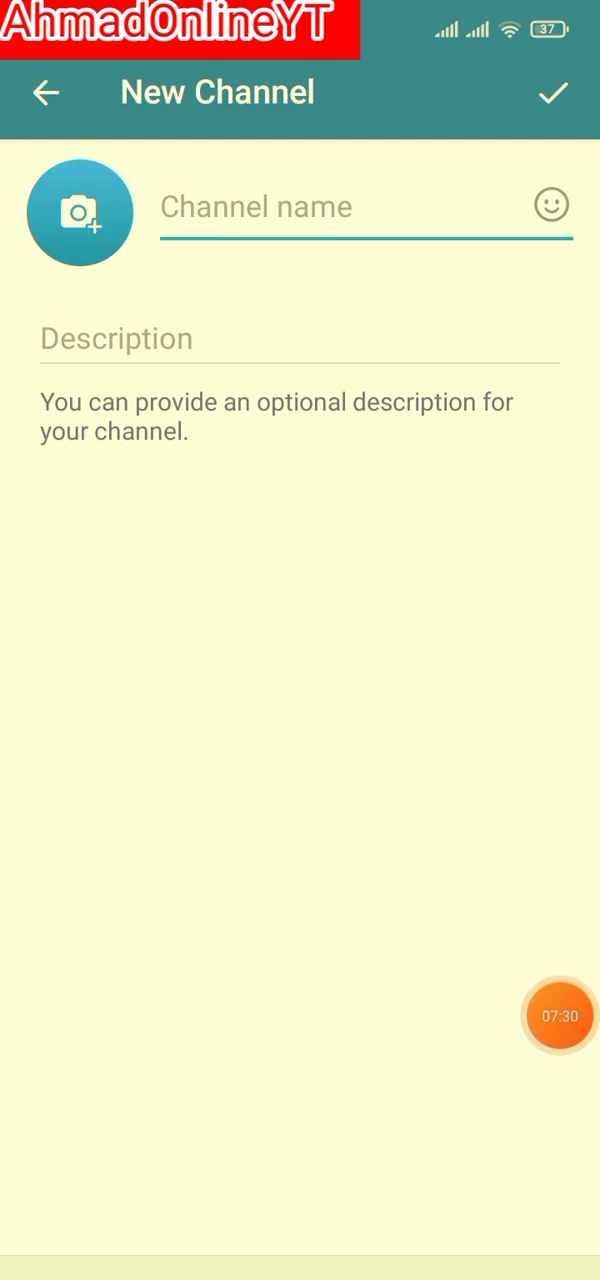 AhmadOnlineYT
37
New Channel
Channel name
Description
You can provide an optional description for
your channel.
07:30